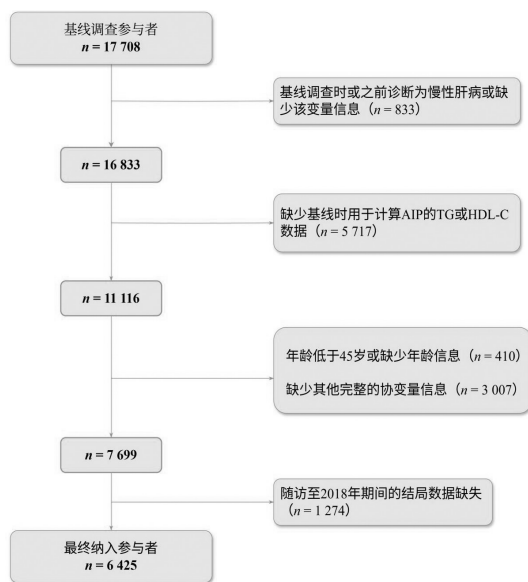 基线调查参与者
n = 17 708
基线调查时或之前诊断为慢性肝病或缺
少该变量信息（n = 833）
n = 16 833
缺少基线时用于计算AIP的TG或HDL-C
数据（n = 5 717）
n = 11 116
年龄低于45岁或缺少年龄信息（n = 410）
缺少其他完整的协变量信息（n = 3 007）
n = 7 699
随访至2018年期间的结局数据缺失
（n = 1 274）
最终纳入参与者
n = 6 425